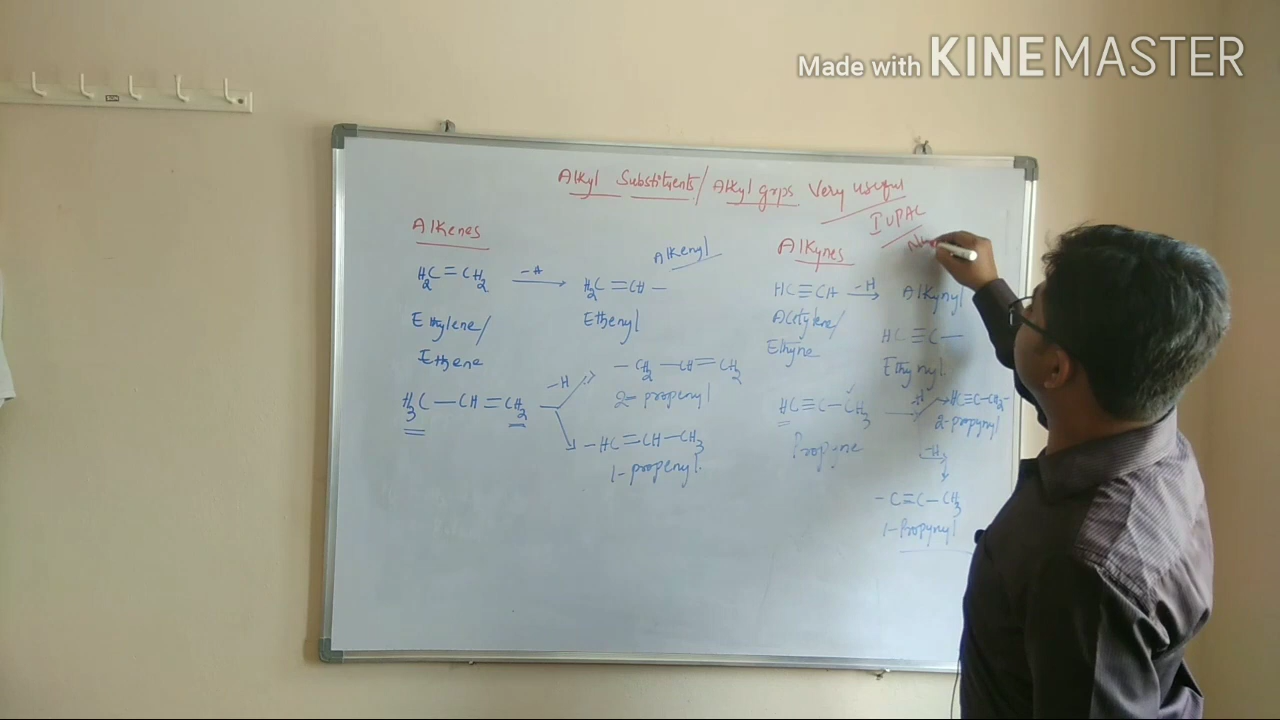 Made with KINEMASTER
Alkyl Substituents/Alkyl grps Very useful
IUPAC
Alkenes
H2C=CH2 -H→ H2C=CH-
Alkenyl
Ethylene/
Ethene
Ethenyl
H3C-CH=CH2
-H
-CH2-CH=CH2
2-propenyl
-HC=CH-CH3
1-propenyl.
Alkynes
HC≡CH -H→ Alkynyl
Acetylene/
Ethyne
HC≡C-
Ethynyl.
HC≡C-CH3 -H→ HC≡C-CH2-
Propyne
2-propynyl
-H
-C≡C-CH3
1-Propynyl